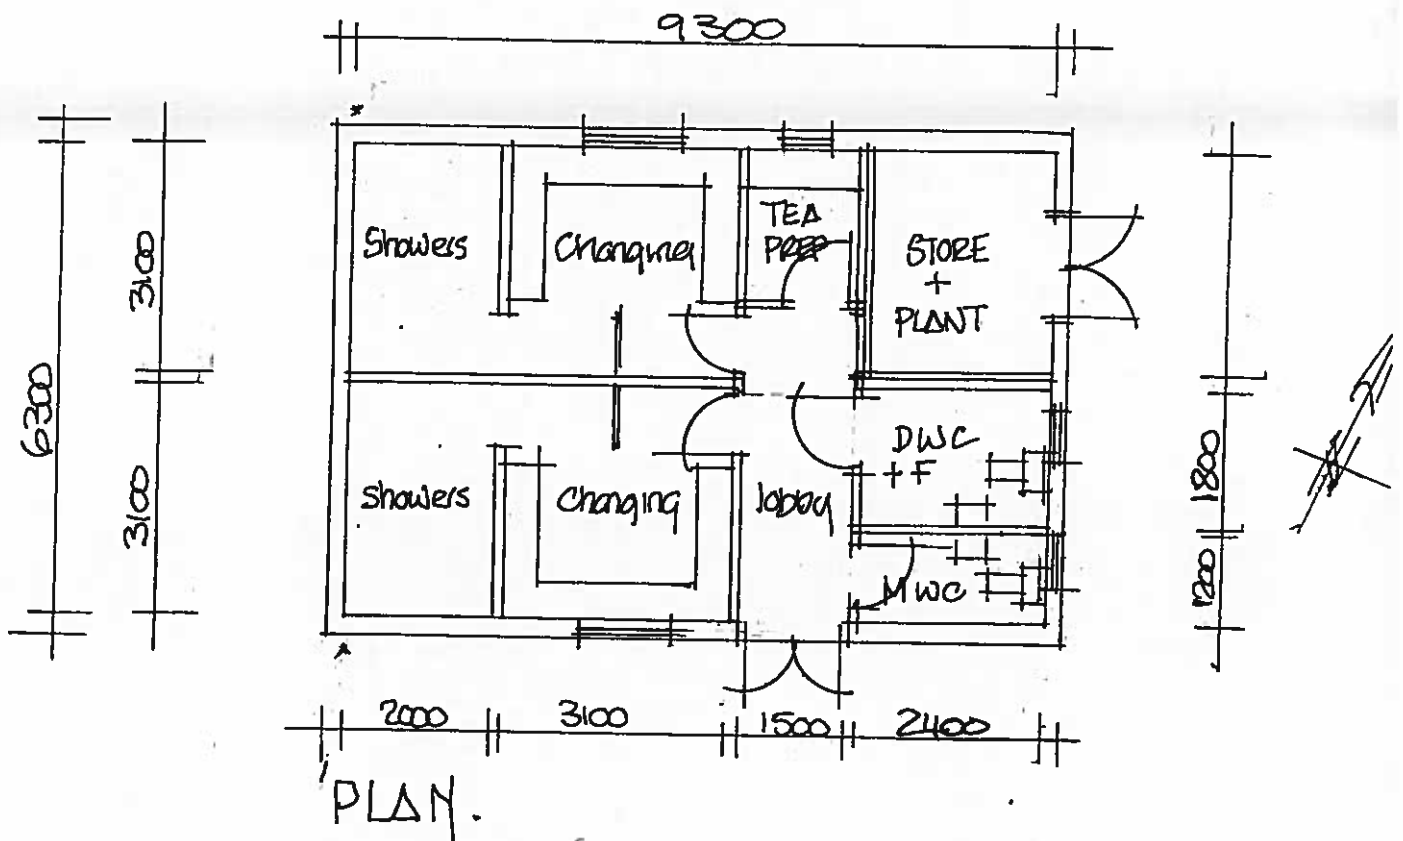 9300
Showers
Changing
TEA
PREP
STORE
+
PLANT
3100
6300
3100
Showers
Changing
lobby
DWC
+ F
MWC
1800
1200
2000
3100
1500
2400
PLAN.